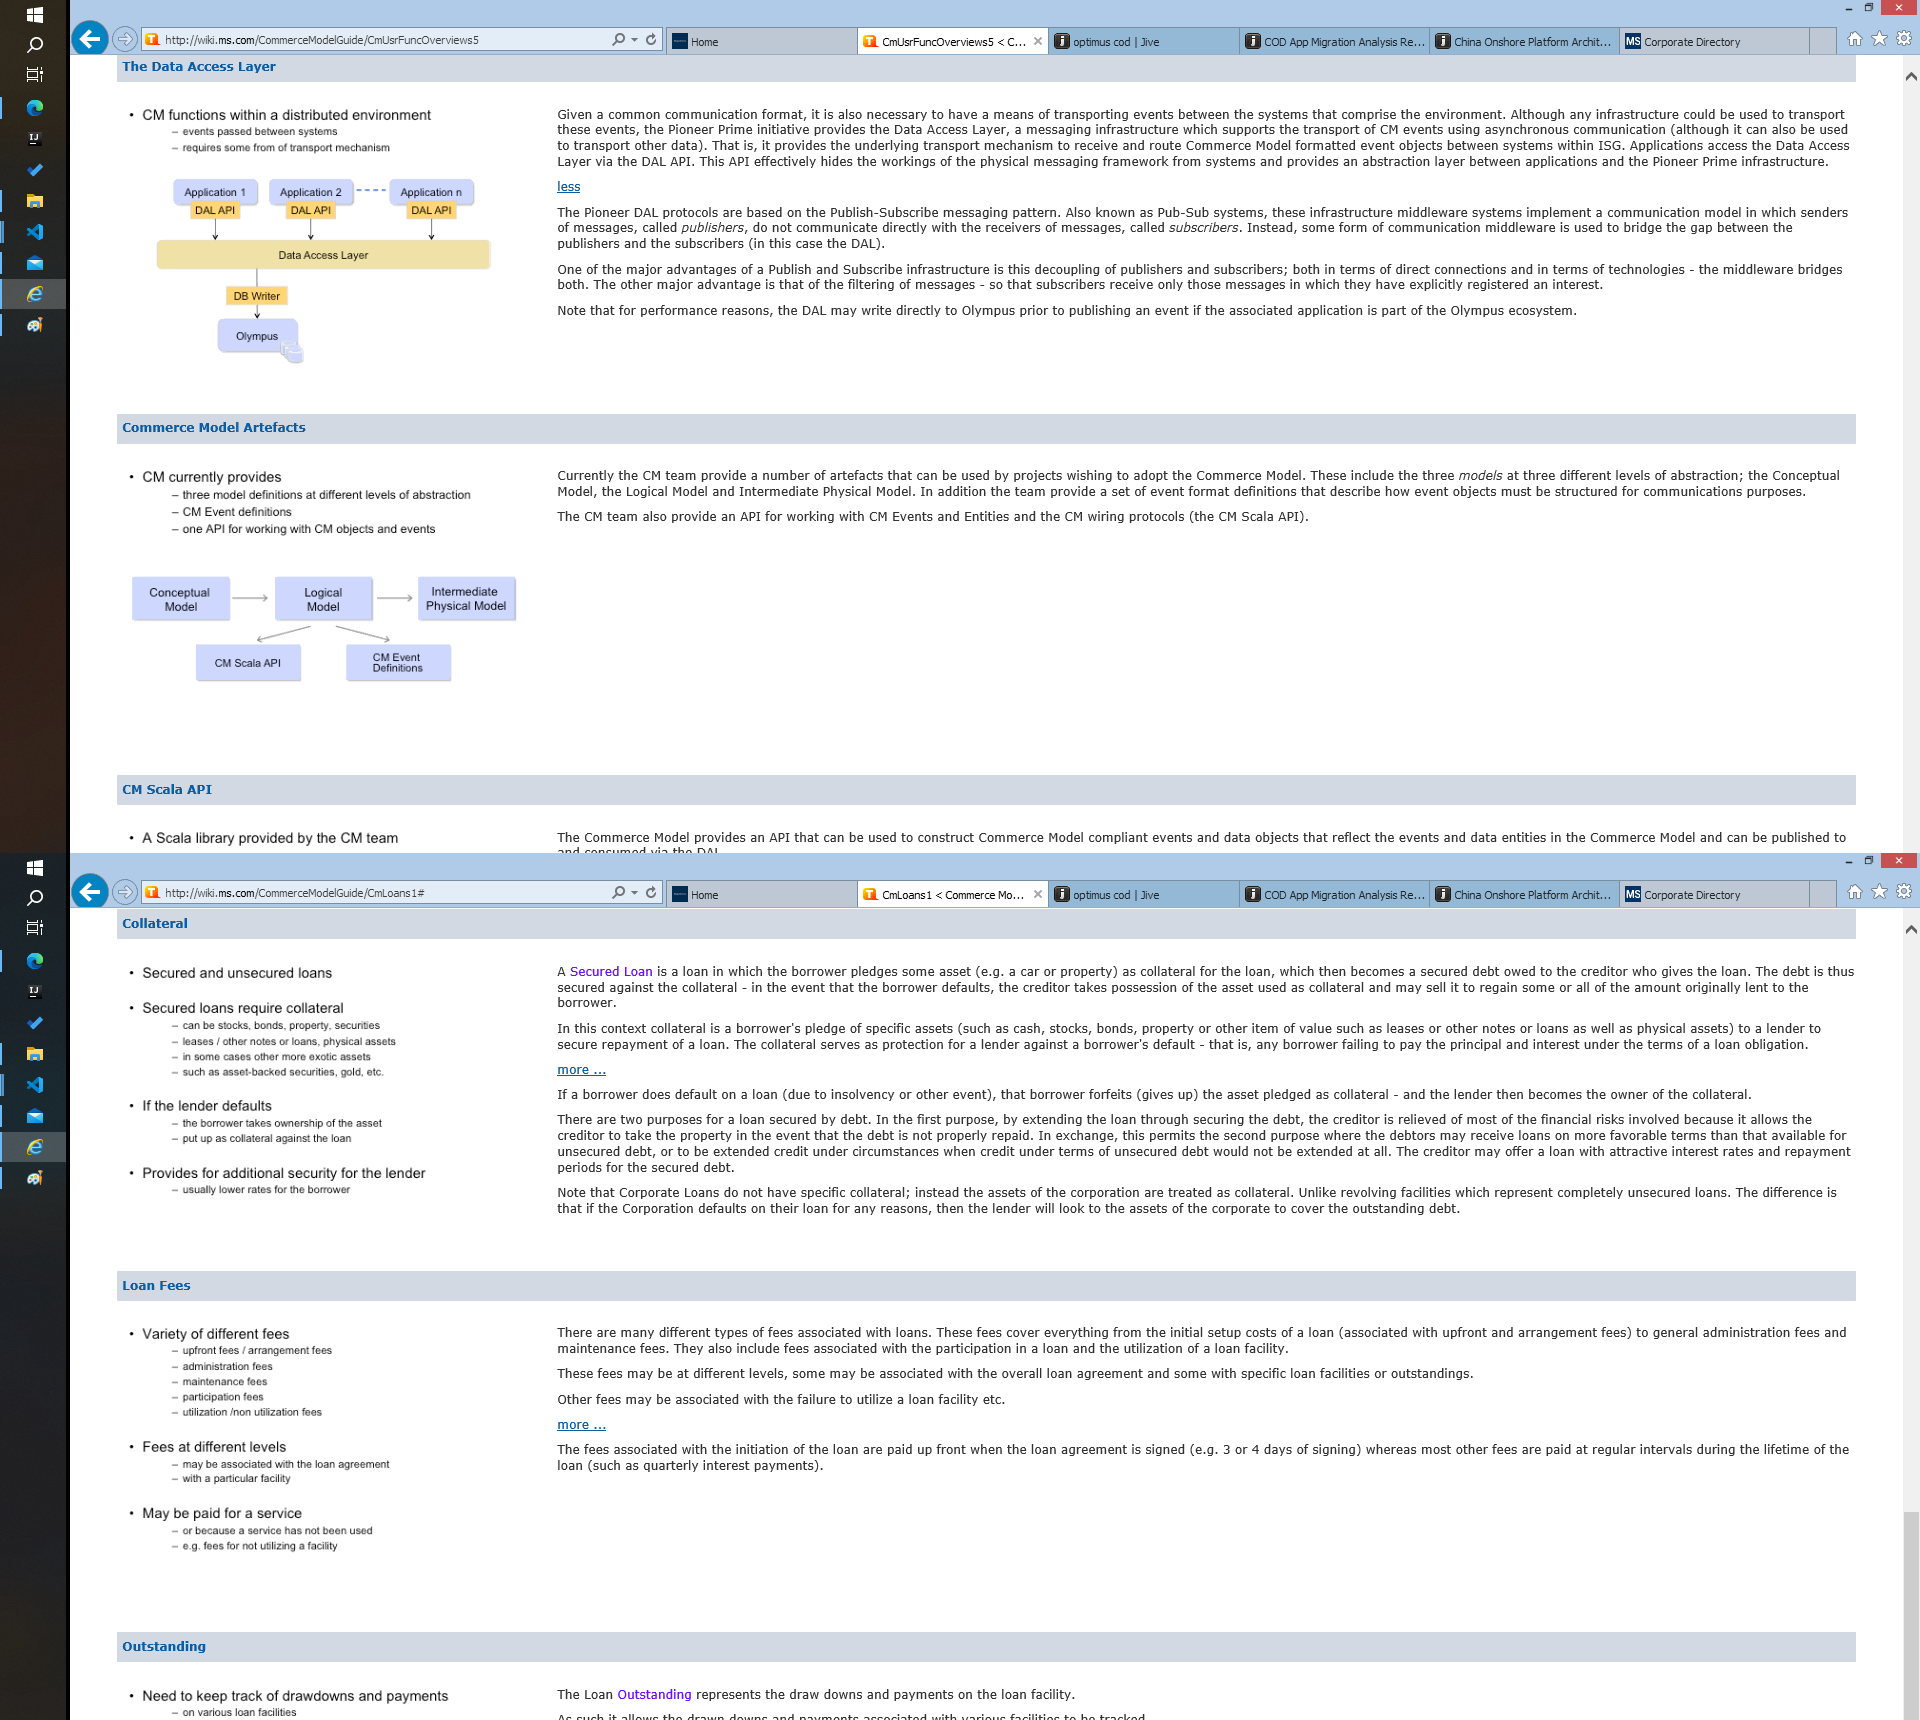 http://wiki.ms.com/CommerceModelGuide/CmUsrFuncOverviews5
Home
CmUsrFuncOverviews5 < C...
optimus cod | Jive
COD App Migration Analysis Re...
China Onshore Platform Archit...
MS Corporate Directory
The Data Access Layer
• CM functions within a distributed environment
– events passed between systems
– requires some from of transport mechanism
Application 1
Application 2
Application n
DAL API
DAL API
DAL API
Data Access Layer
DB Writer
Olympus
Given a common communication format, it is also necessary to have a means of transporting events between the systems that comprise the environment. Although any infrastructure could be used to transport
these events, the Pioneer Prime initiative provides the Data Access Layer, a messaging infrastructure which supports the transport of CM events using asynchronous communication (although it can also be used
to transport other data). That is, it provides the underlying transport mechanism to receive and route Commerce Model formatted event objects between systems within ISG. Applications access the Data Access
Layer via the DAL API. This API effectively hides the workings of the physical messaging framework from systems and provides an abstraction layer between applications and the Pioneer Prime infrastructure.
less
The Pioneer DAL protocols are based on the Publish-Subscribe messaging pattern. Also known as Pub-Sub systems, these infrastructure middleware systems implement a communication model in which senders
of messages, called publishers, do not communicate directly with the receivers of messages, called subscribers. Instead, some form of communication middleware is used to bridge the gap between the
publishers and the subscribers (in this case the DAL).
One of the major advantages of a Publish and Subscribe infrastructure is this decoupling of publishers and subscribers; both in terms of direct connections and in terms of technologies - the middleware bridges
both. The other major advantage is that of the filtering of messages - so that subscribers receive only those messages in which they have explicitly registered an interest.
Note that for performance reasons, the DAL may write directly to Olympus prior to publishing an event if the associated application is part of the Olympus ecosystem.
Commerce Model Artefacts
• CM currently provides
– three model definitions at different levels of abstraction
– CM Event definitions
– one API for working with CM objects and events
Conceptual
Model
Logical
Model
Intermediate
Physical Model
CM Scala API
CM Event
Definitions
Currently the CM team provide a number of artefacts that can be used by projects wishing to adopt the Commerce Model. These include the three models at three different levels of abstraction; the Conceptual
Model, the Logical Model and Intermediate Physical Model. In addition the team provide a set of event format definitions that describe how event objects must be structured for communications purposes.
The CM team also provide an API for working with CM Events and Entities and the CM wiring protocols (the CM Scala API).
CM Scala API
• A Scala library provided by the CM team
The Commerce Model provides an API that can be used to construct Commerce Model compliant events and data objects that reflect the events and data entities in the Commerce Model and can be published to
and consumed via the DAL
http://wiki.ms.com/CommerceModelGuide/CmLoans1#
Home
CmLoans1 < Commerce Mo...
optimus cod | Jive
COD App Migration Analysis Re...
China Onshore Platform Archit...
MS Corporate Directory
Collateral
• Secured and unsecured loans
• Secured loans require collateral
– can be stocks, bonds, property, securities
– leases / other notes or loans, physical assets
– in some cases other more exotic assets
– such as asset-backed securities, gold, etc.
• If the lender defaults
– the borrower takes ownership of the asset
– put up as collateral against the loan
• Provides for additional security for the lender
– usually lower rates for the borrower
A Secured Loan is a loan in which the borrower pledges some asset (e.g. a car or property) as collateral for the loan, which then becomes a secured debt owed to the creditor who gives the loan. The debt is thus
secured against the collateral - in the event that the borrower defaults, the creditor takes possession of the asset used as collateral and may sell it to regain some or all of the amount originally lent to the
borrower.
In this context collateral is a borrower's pledge of specific assets (such as cash, stocks, bonds, property or other item of value such as leases or other notes or loans as well as physical assets) to a lender to
secure repayment of a loan. The collateral serves as protection for a lender against a borrower's default - that is, any borrower failing to pay the principal and interest under the terms of a loan obligation.
more ...
If a borrower does default on a loan (due to insolvency or other event), that borrower forfeits (gives up) the asset pledged as collateral - and the lender then becomes the owner of the collateral.
There are two purposes for a loan secured by debt. In the first purpose, by extending the loan through securing the debt, the creditor is relieved of most of the financial risks involved because it allows the
creditor to take the property in the event that the debt is not properly repaid. In exchange, this permits the second purpose where the debtors may receive loans on more favorable terms than that available for
unsecured debt, or to be extended credit under circumstances when credit under terms of unsecured debt would not be extended at all. The creditor may offer a loan with attractive interest rates and repayment
periods for the secured debt.
Note that Corporate Loans do not have specific collateral; instead the assets of the corporation are treated as collateral. Unlike revolving facilities which represent completely unsecured loans. The difference is
that if the Corporation defaults on their loan for any reasons, then the lender will look to the assets of the corporate to cover the outstanding debt.
Loan Fees
• Variety of different fees
– upfront fees / arrangement fees
– administration fees
– maintenance fees
– participation fees
– utilization /non utilization fees
• Fees at different levels
– may be associated with the loan agreement
– with a particular facility
• May be paid for a service
– or because a service has not been used
– e.g. fees for not utilizing a facility
There are many different types of fees associated with loans. These fees cover everything from the initial setup costs of a loan (associated with upfront and arrangement fees) to general administration fees and
maintenance fees. They also include fees associated with the participation in a loan and the utilization of a loan facility.
These fees may be at different levels, some may be associated with the overall loan agreement and some with specific loan facilities or outstandings.
Other fees may be associated with the failure to utilize a loan facility etc.
more ...
The fees associated with the initiation of the loan are paid up front when the loan agreement is signed (e.g. 3 or 4 days of signing) whereas most other fees are paid at regular intervals during the lifetime of the
loan (such as quarterly interest payments).
Outstanding
• Need to keep track of drawdowns and payments
– on various loan facilities
The Loan Outstanding represents the draw downs and payments on the loan facility.
As such it allows the drawn downs and payments associated with various facilities to be tracked